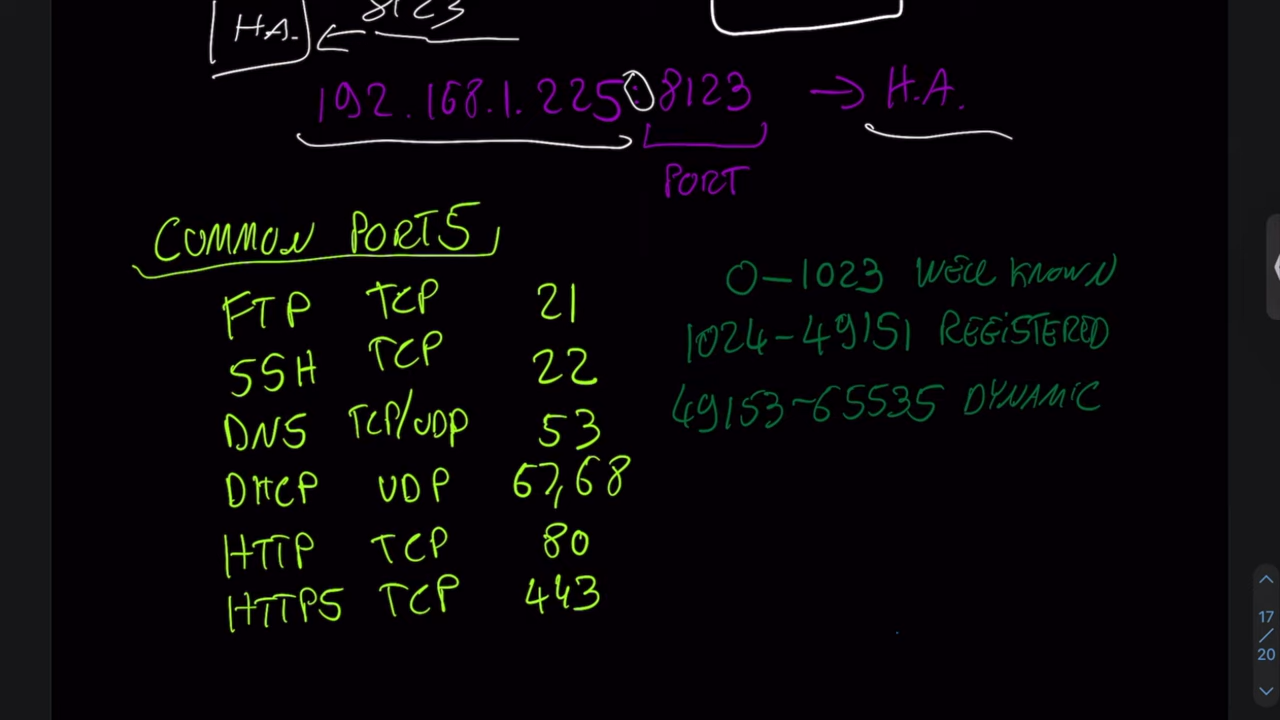 H.A. ← 8123
192.168.1.225:8123 → H.A.
PORT
COMMON PORTS
FTP TCP 21
SSH TCP 22
DNS TCP/UDP 53
DHCP UDP 67,68
HTTP TCP 80
HTTPS TCP 443
0-1023 WELL KNOWN
1024-49151 REGISTERED
49153-65535 DYNAMIC
17
/
20